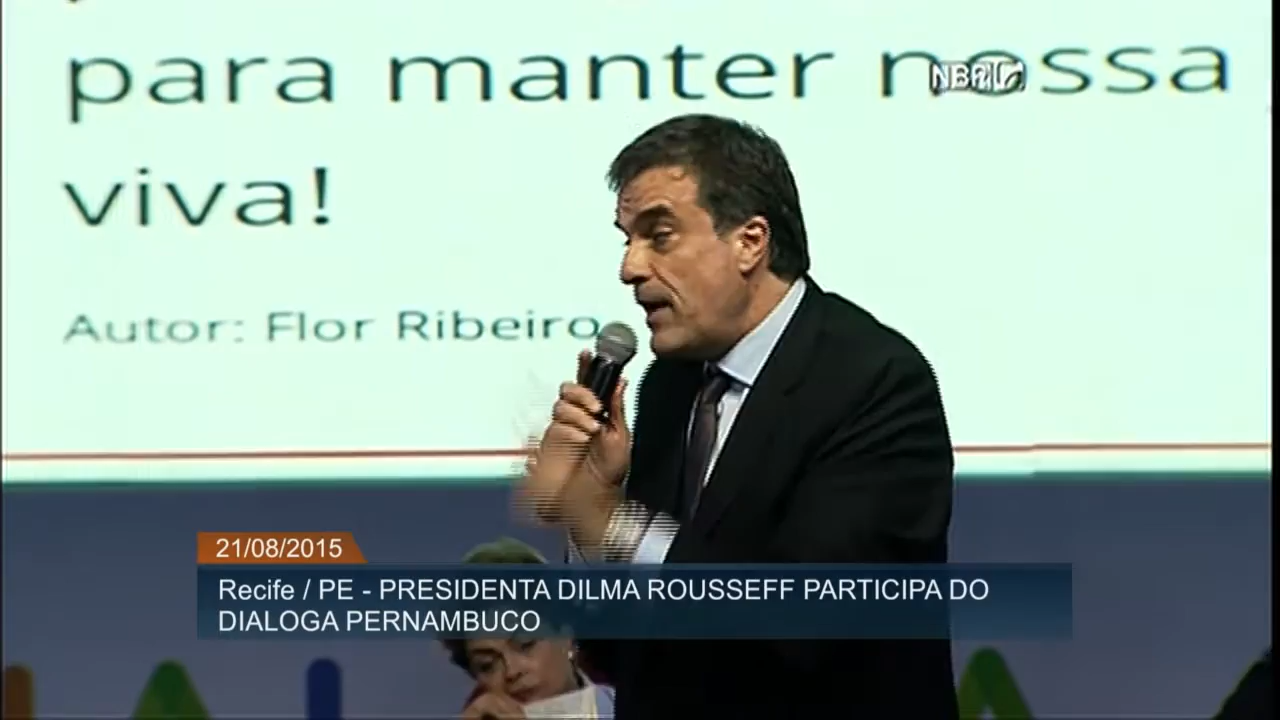 para manter nossa
NBR
viva!
Autor: Flor Ribeiro
21/08/2015
Recife / PE - PRESIDENTA DILMA ROUSSEFF PARTICIPA DO
DIALOGA PERNAMBUCO